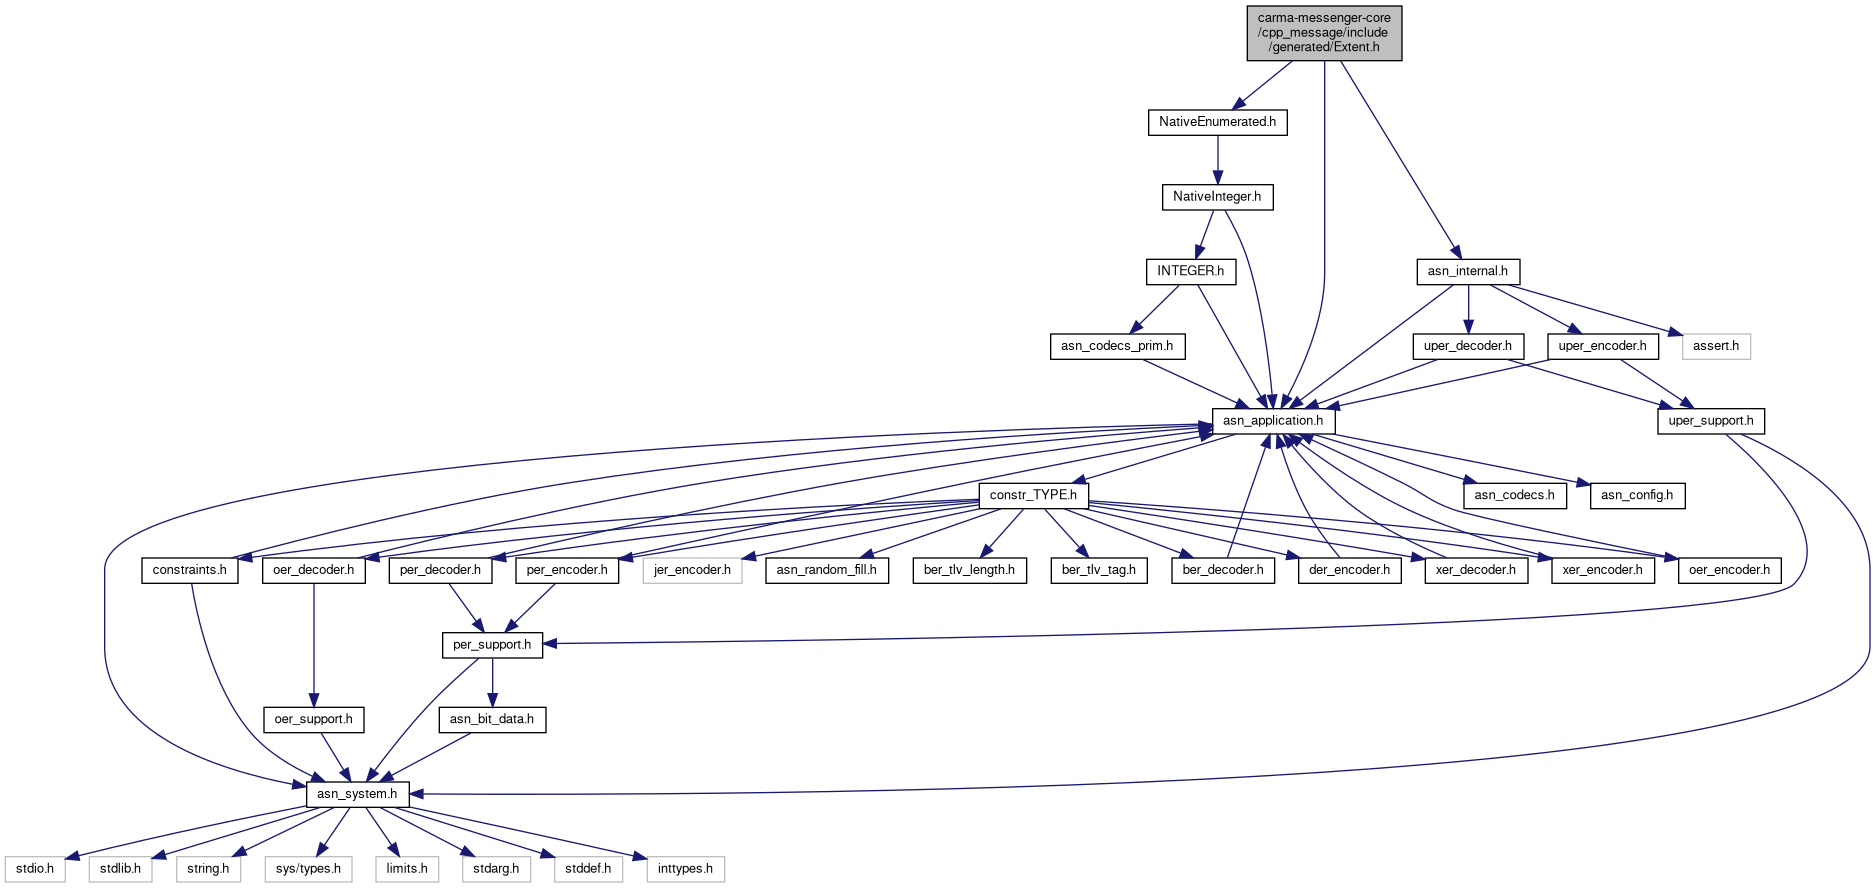 carma-messenger-core
/cpp_message/include
/generated/Extent.h
NativeEnumerated.h
NativeInteger.h
INTEGER.h
asn_internal.h
asn_codecs_prim.h
uper_decoder.h
uper_encoder.h
assert.h
asn_application.h
uper_support.h
constr_TYPE.h
asn_codecs.h
asn_config.h
constraints.h
oer_decoder.h
per_decoder.h
per_encoder.h
jer_encoder.h
asn_random_fill.h
ber_tlv_length.h
ber_tlv_tag.h
ber_decoder.h
der_encoder.h
xer_decoder.h
xer_encoder.h
oer_encoder.h
per_support.h
oer_support.h
asn_bit_data.h
asn_system.h
stdio.h
stdlib.h
string.h
sys/types.h
limits.h
stdarg.h
stddef.h
inttypes.h